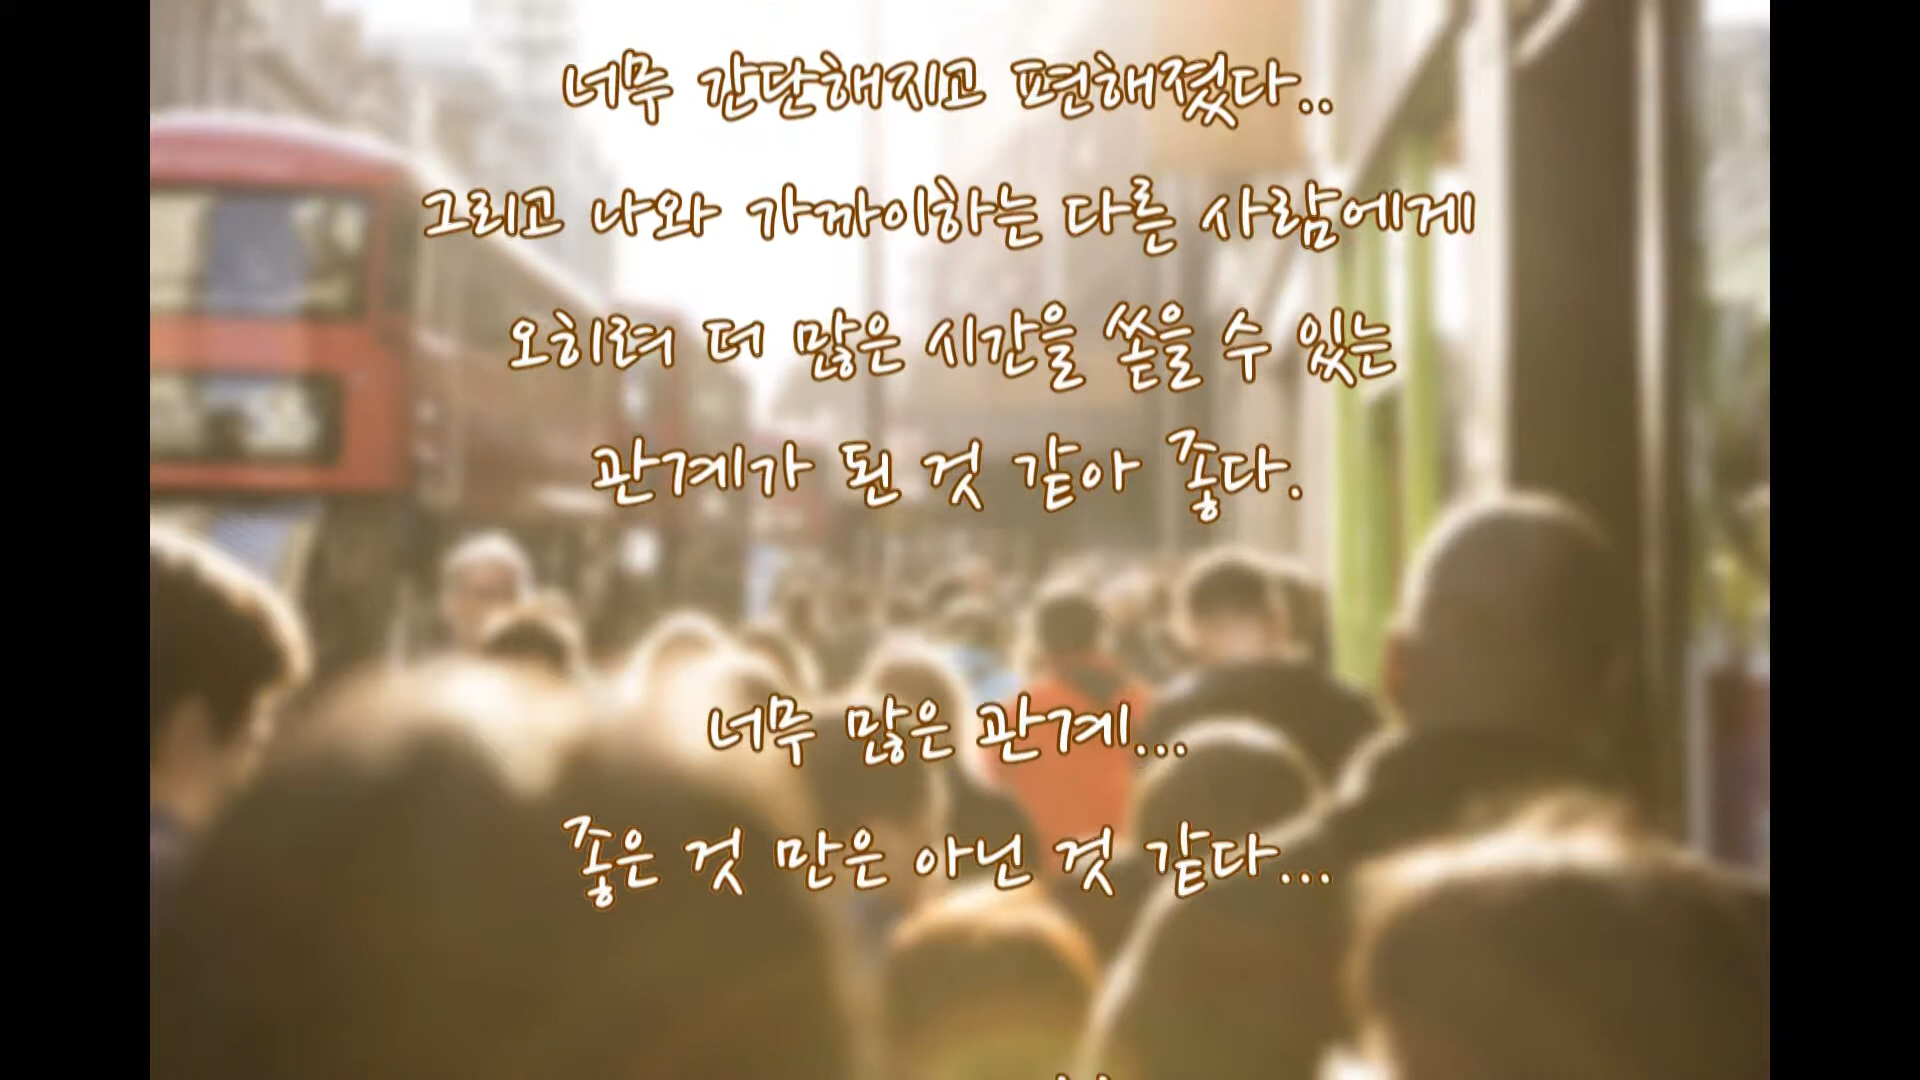 너무 간단해지고 편해졌다..
그리고 나와 가까이하는 다른 사람에게
오히려 더 많은 시간을 쏟을 수 있는
관계가 된 것 같아 좋다.
너무 많은 관계...
좋은 것 만은 아닌 것 같다...